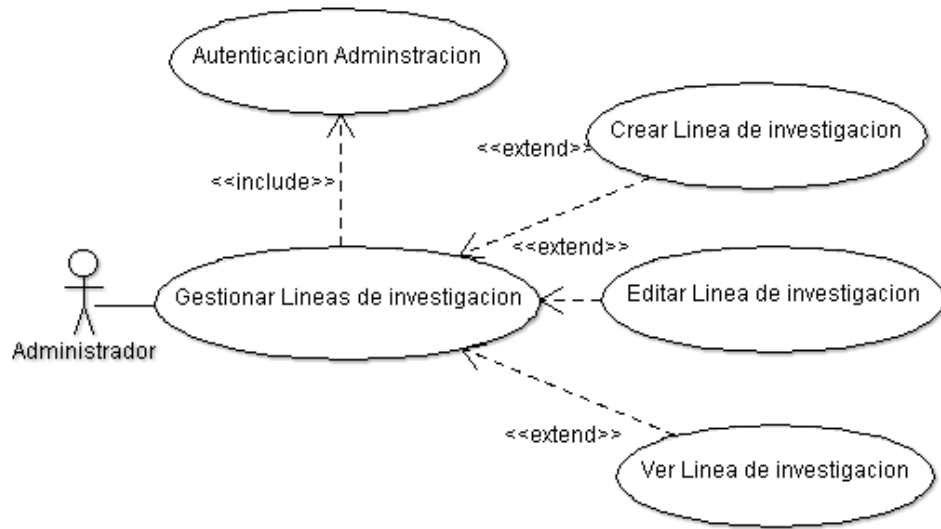 Autenticacion Adminstracion
Crear Linea de investigacion
<<extend>>
<<include>>
<<extend>>
Gestionar Lineas de investigacion
Editar Linea de investigacion
Administrador
<<extend>>
Ver Linea de investigacion